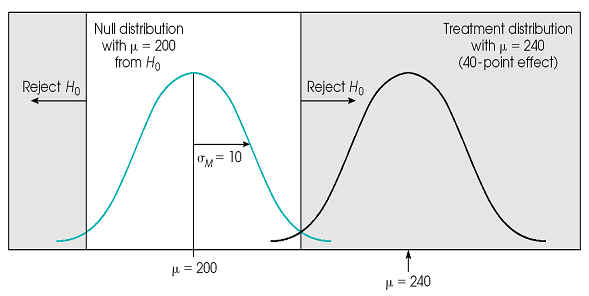 Null distribution
with μ = 200
from H₀
Treatment distribution
with μ = 240
(40-point effect)
Reject H₀
Reject H₀
σ_M = 10
μ = 200
μ = 240